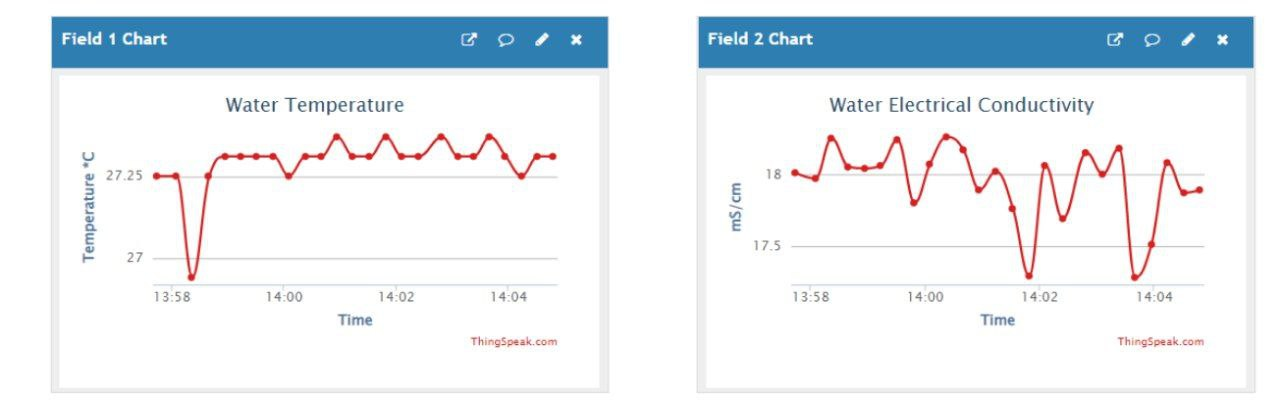 Field 1 Chart
Water Temperature
Temperature *C
27.25
27
13:58 14:00 14:02 14:04
Time
ThingSpeak.com
Field 2 Chart
Water Electrical Conductivity
mS/cm
18
17.5
13:58 14:00 14:02 14:04
Time
ThingSpeak.com